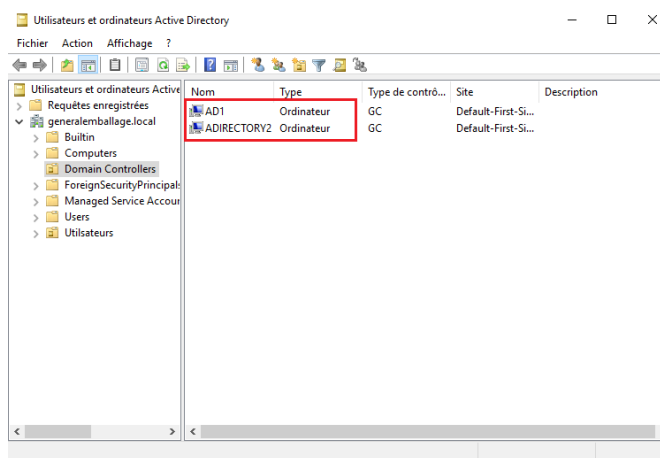 Utilisateurs et ordinateurs Active Directory
Fichier Action Affichage ?
Utilisateurs et ordinateurs Active
Requêtes enregistrées
generalemballage.local
Builtin
Computers
Domain Controllers
ForeignSecurityPrincipals
Managed Service Accour
Users
Utilsateurs
Nom Type Type de contrô... Site Description
AD1 Ordinateur GC Default-First-Si...
ADIRECTORY2 Ordinateur GC Default-First-Si...